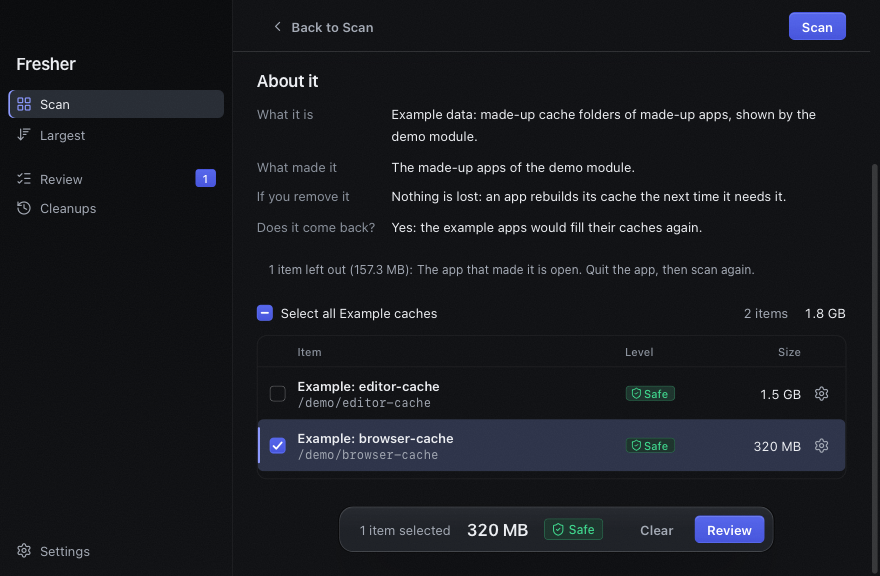 Back to Scan
Scan
Fresher
Scan
Largest
Review
1
Cleanups
Settings
About it
What it is
Example data: made-up cache folders of made-up apps, shown by the
demo module.
What made it
The made-up apps of the demo module.
If you remove it
Nothing is lost: an app rebuilds its cache the next time it needs it.
Does it come back?
Yes: the example apps would fill their caches again.
1 item left out (157.3 MB): The app that made it is open. Quit the app, then scan again.
Select all Example caches
2 items
1.8 GB
Item
Level
Size
Example: editor-cache
/demo/editor-cache
Safe
1.5 GB
Example: browser-cache
/demo/browser-cache
Safe
320 MB
1 item selected
320 MB
Safe
Clear
Review